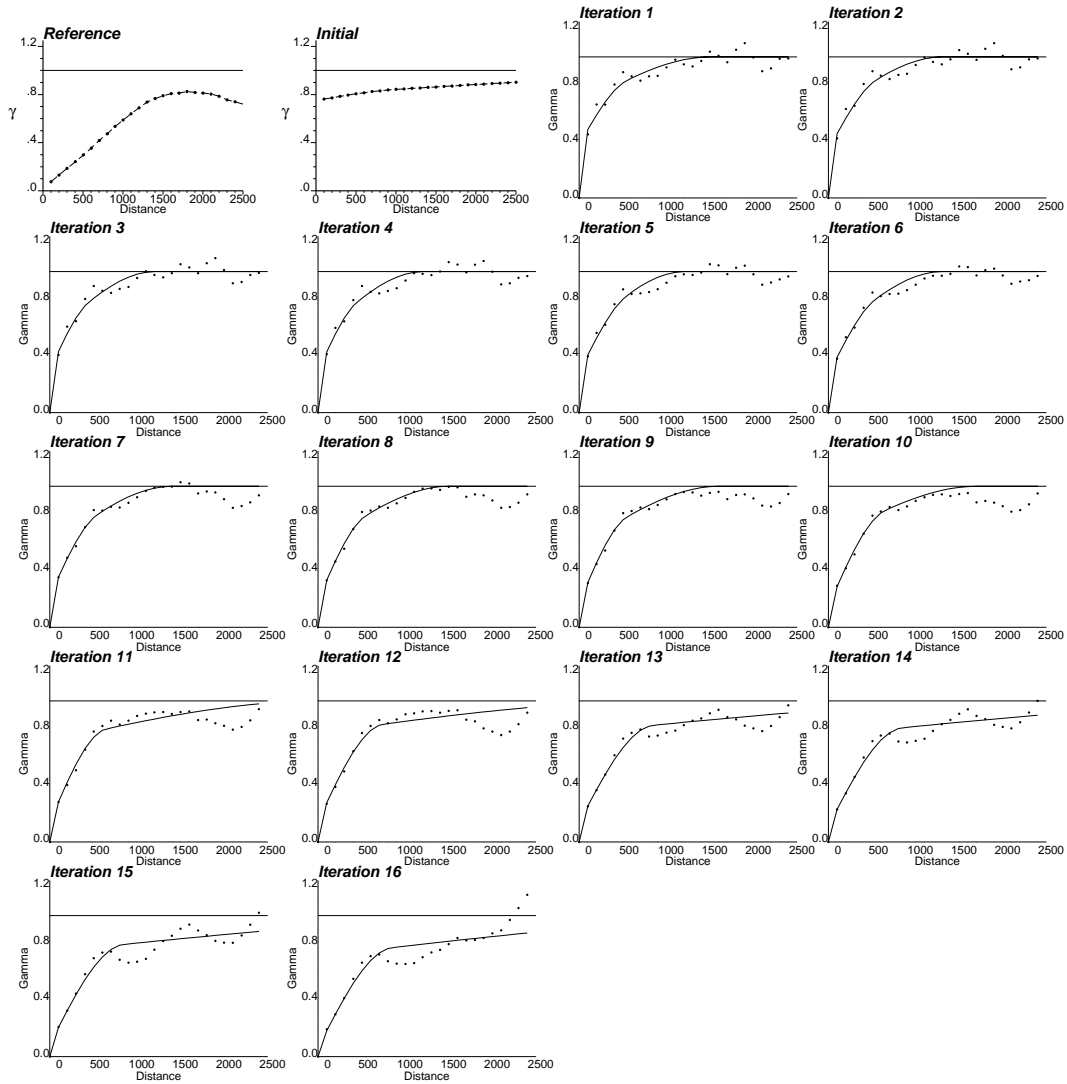 Reference
1.2
.8
.4
.0
γ
0 500 1000 1500 2000 2500
Distance
Initial
1.2
.8
.4
.0
γ
0 500 1000 1500 2000 2500
Distance
Iteration 1
1.2
0.8
0.4
0.0
Gamma
0 500 1000 1500 2000 2500
Distance
Iteration 2
1.2
0.8
0.4
0.0
Gamma
0 500 1000 1500 2000 2500
Distance
Iteration 3
1.2
0.8
0.4
0.0
Gamma
0 500 1000 1500 2000 2500
Distance
Iteration 4
1.2
0.8
0.4
0.0
Gamma
0 500 1000 1500 2000 2500
Distance
Iteration 5
1.2
0.8
0.4
0.0
Gamma
0 500 1000 1500 2000 2500
Distance
Iteration 6
1.2
0.8
0.4
0.0
Gamma
0 500 1000 1500 2000 2500
Distance
Iteration 7
1.2
0.8
0.4
0.0
Gamma
0 500 1000 1500 2000 2500
Distance
Iteration 8
1.2
0.8
0.4
0.0
Gamma
0 500 1000 1500 2000 2500
Distance
Iteration 9
1.2
0.8
0.4
0.0
Gamma
0 500 1000 1500 2000 2500
Distance
Iteration 10
1.2
0.8
0.4
0.0
Gamma
0 500 1000 1500 2000 2500
Distance
Iteration 11
1.2
0.8
0.4
0.0
Gamma
0 500 1000 1500 2000 2500
Distance
Iteration 12
1.2
0.8
0.4
0.0
Gamma
0 500 1000 1500 2000 2500
Distance
Iteration 13
1.2
0.8
0.4
0.0
Gamma
0 500 1000 1500 2000 2500
Distance
Iteration 14
1.2
0.8
0.4
0.0
Gamma
0 500 1000 1500 2000 2500
Distance
Iteration 15
1.2
0.8
0.4
0.0
Gamma
0 500 1000 1500 2000 2500
Distance
Iteration 16
1.2
0.8
0.4
0.0
Gamma
0 500 1000 1500 2000 2500
Distance